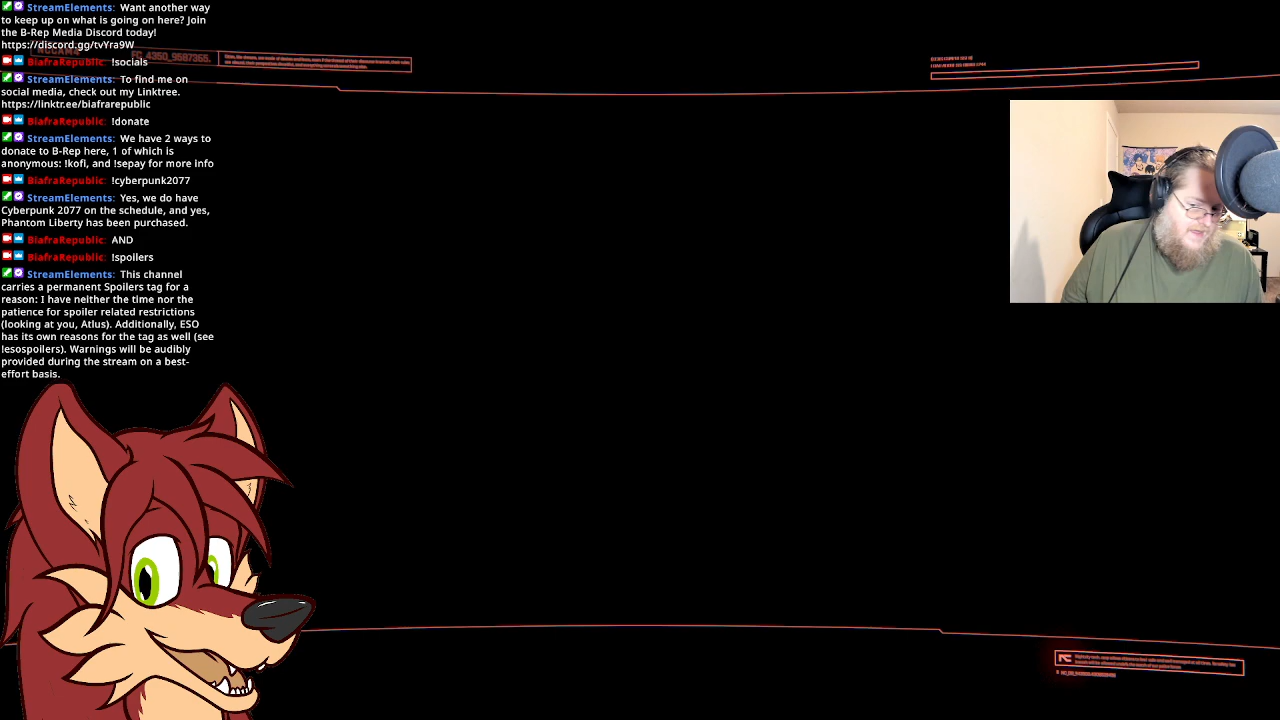 StreamElements: Want another way
to keep up on what is going on here? Join
the B-Rep Media Discord today!
https://discord.gg/tvYra9W
BiafraRepublic: !socials
StreamElements: To find me on
social media, check out my Linktree.
https://linktr.ee/biafrarepublic
BiafraRepublic: !donate
StreamElements: We have 2 ways to
donate to B-Rep here, 1 of which is
anonymous: !kofi, and !sepay for more info
BiafraRepublic: !cyberpunk2077
StreamElements: Yes, we do have
Cyberpunk 2077 on the schedule, and yes,
Phantom Liberty has been purchased.
BiafraRepublic: AND
BiafraRepublic: !spoilers
StreamElements: This channel
carries a permanent Spoilers tag for a
reason: I have neither the time nor the
patience for spoiler related restrictions
(looking at you, Atlus). Additionally, ESO
has its own reasons for the tag as well (see
!esospoilers). Warnings will be audibly
provided during the stream on a best-
effort basis.